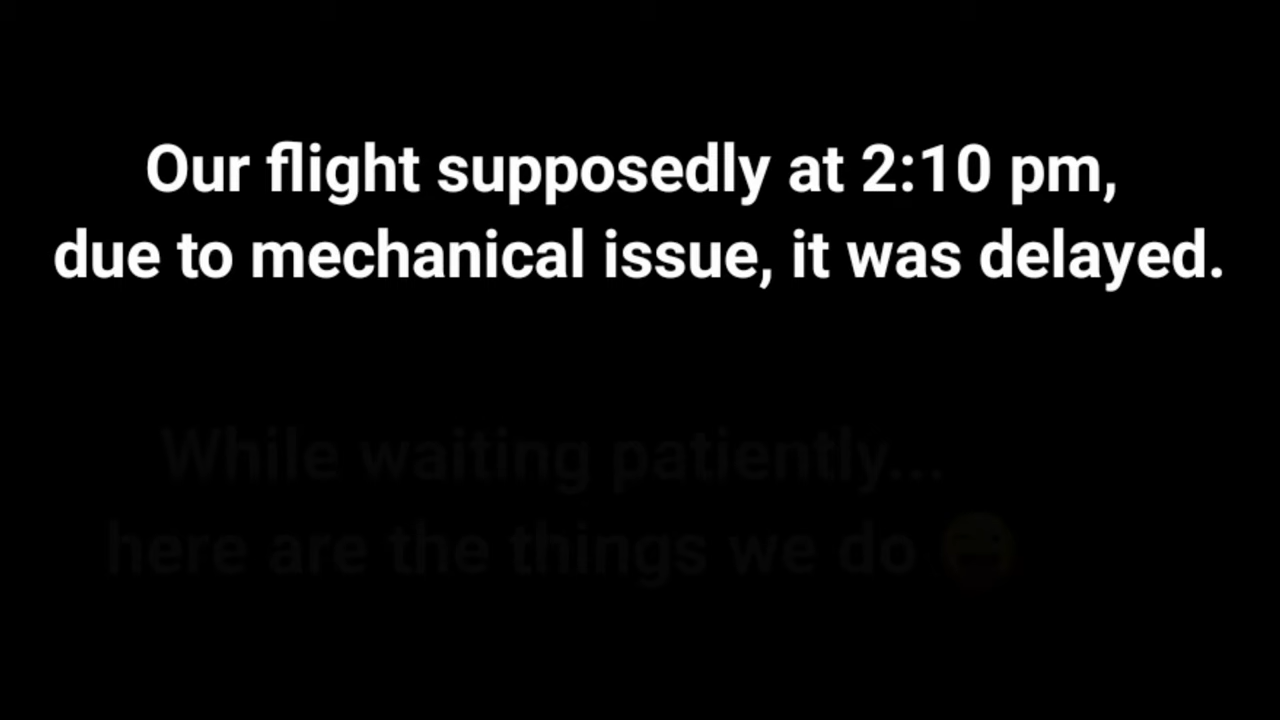 Our flight supposedly at 2:10 pm,
due to mechanical issue, it was delayed.
While waiting patiently...
here are the things we do 😄